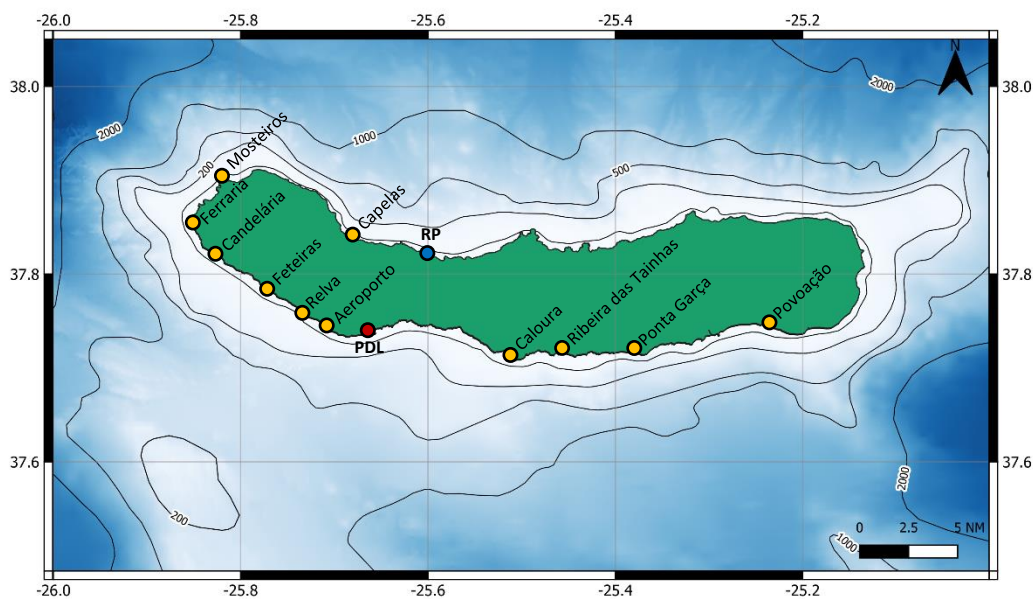 -26.0 -25.8 -25.6 -25.4 -25.2
N
38.0 38.0
2000
2000
1000
Mosteiros
200
500
Ferraria
Candelária
Capelas
RP
37.8 37.8
Feteiras
Relva
Aeroporto
PDL
Caloura
Ribeira das Tainhas
Ponta Garça
Povoação
37.6 37.6
2000
200
1000
0 2.5 5 NM
-26.0 -25.8 -25.6 -25.4 -25.2